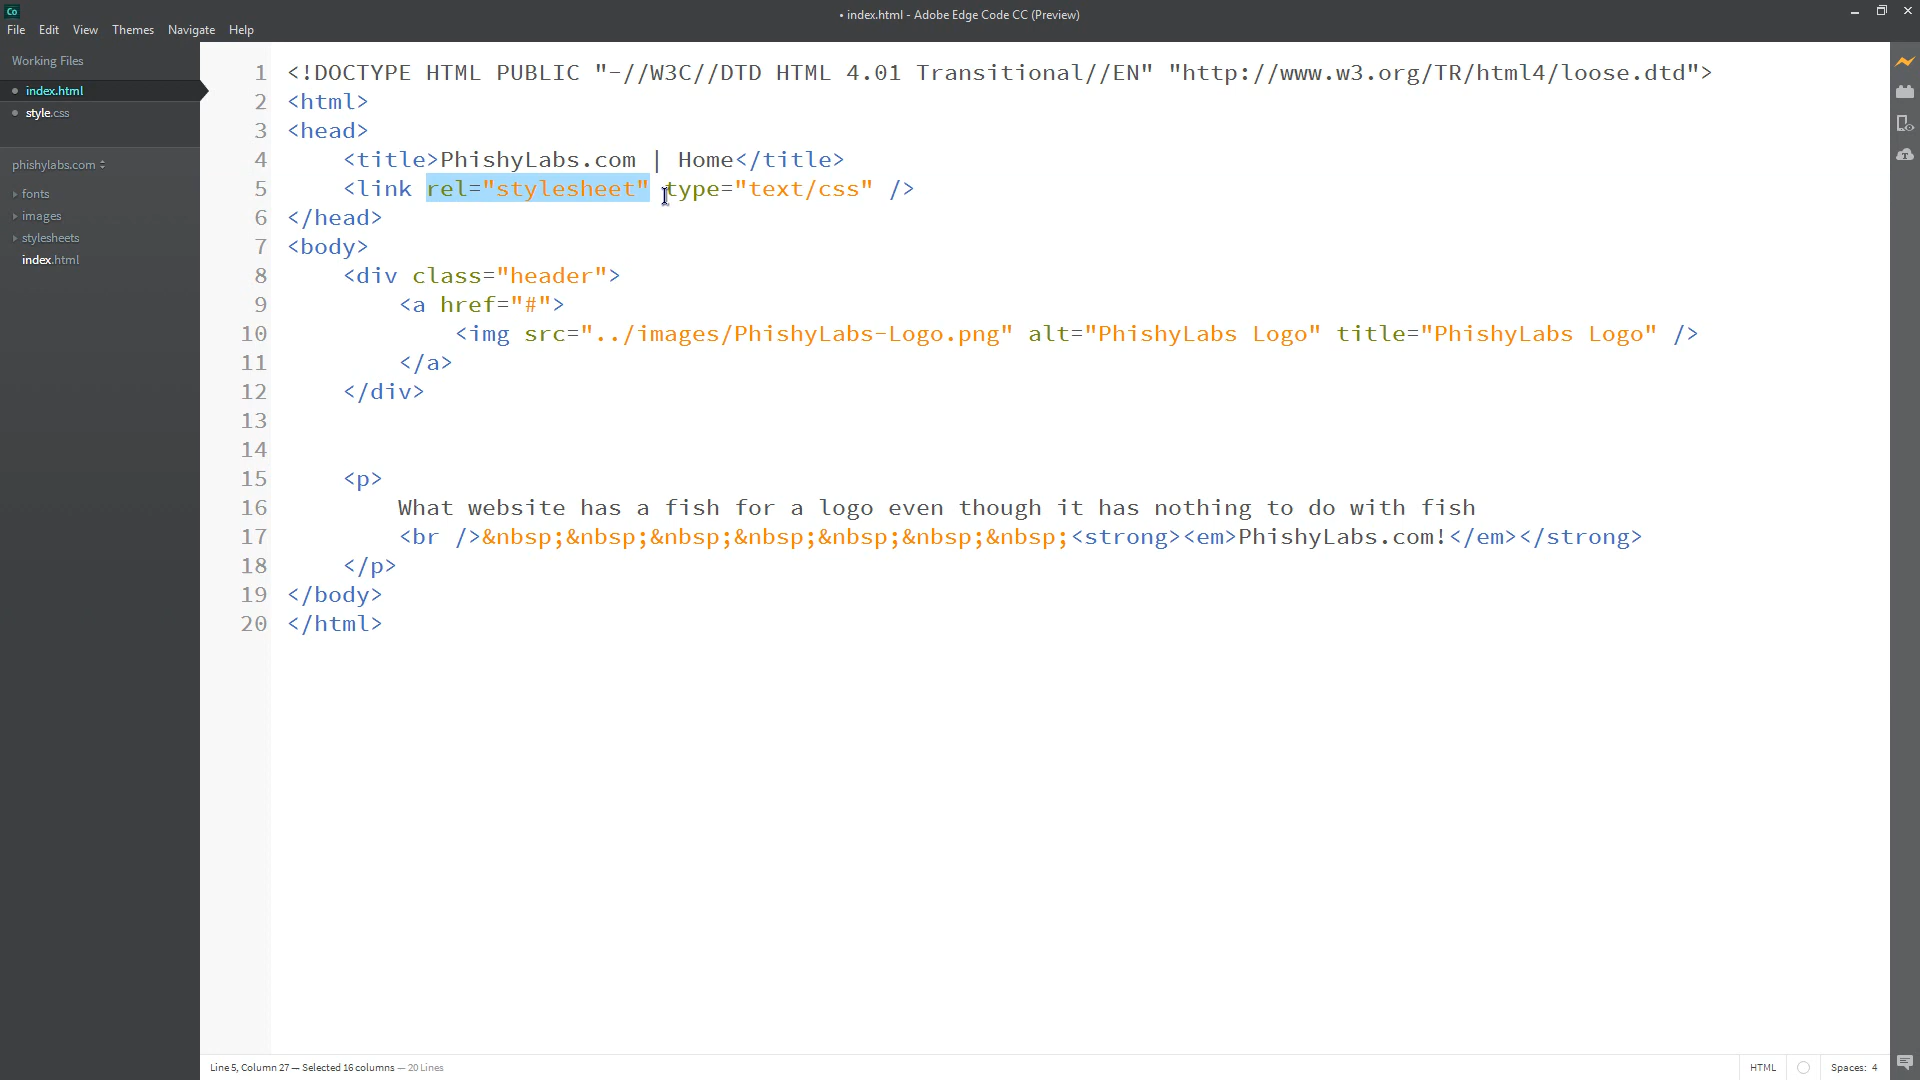 Co
• index.html - Adobe Edge Code CC (Preview)
File Edit View Themes Navigate Help
Working Files
index.html
style.css
phishylabs.com
fonts
images
stylesheets
index.html
1 <!DOCTYPE HTML PUBLIC "-//W3C//DTD HTML 4.01 Transitional//EN" "http://www.w3.org/TR/html4/loose.dtd">
2 <html>
3 <head>
4 <title>PhishyLabs.com | Home</title>
5 <link rel="stylesheet" type="text/css" />
6 </head>
7 <body>
8 <div class="header">
9 <a href="#">
10 <img src="../images/PhishyLabs-Logo.png" alt="PhishyLabs Logo" title="PhishyLabs Logo" />
11 </a>
12 </div>
13
14
15 <p>
16 What website has a fish for a logo even though it has nothing to do with fish
17 <br />&nbsp;&nbsp;&nbsp;&nbsp;&nbsp;&nbsp;&nbsp;<strong><em>PhishyLabs.com!</em></strong>
18 </p>
19 </body>
20 </html>
Line 5, Column 27 — Selected 16 columns — 20 Lines
HTML Spaces: 4